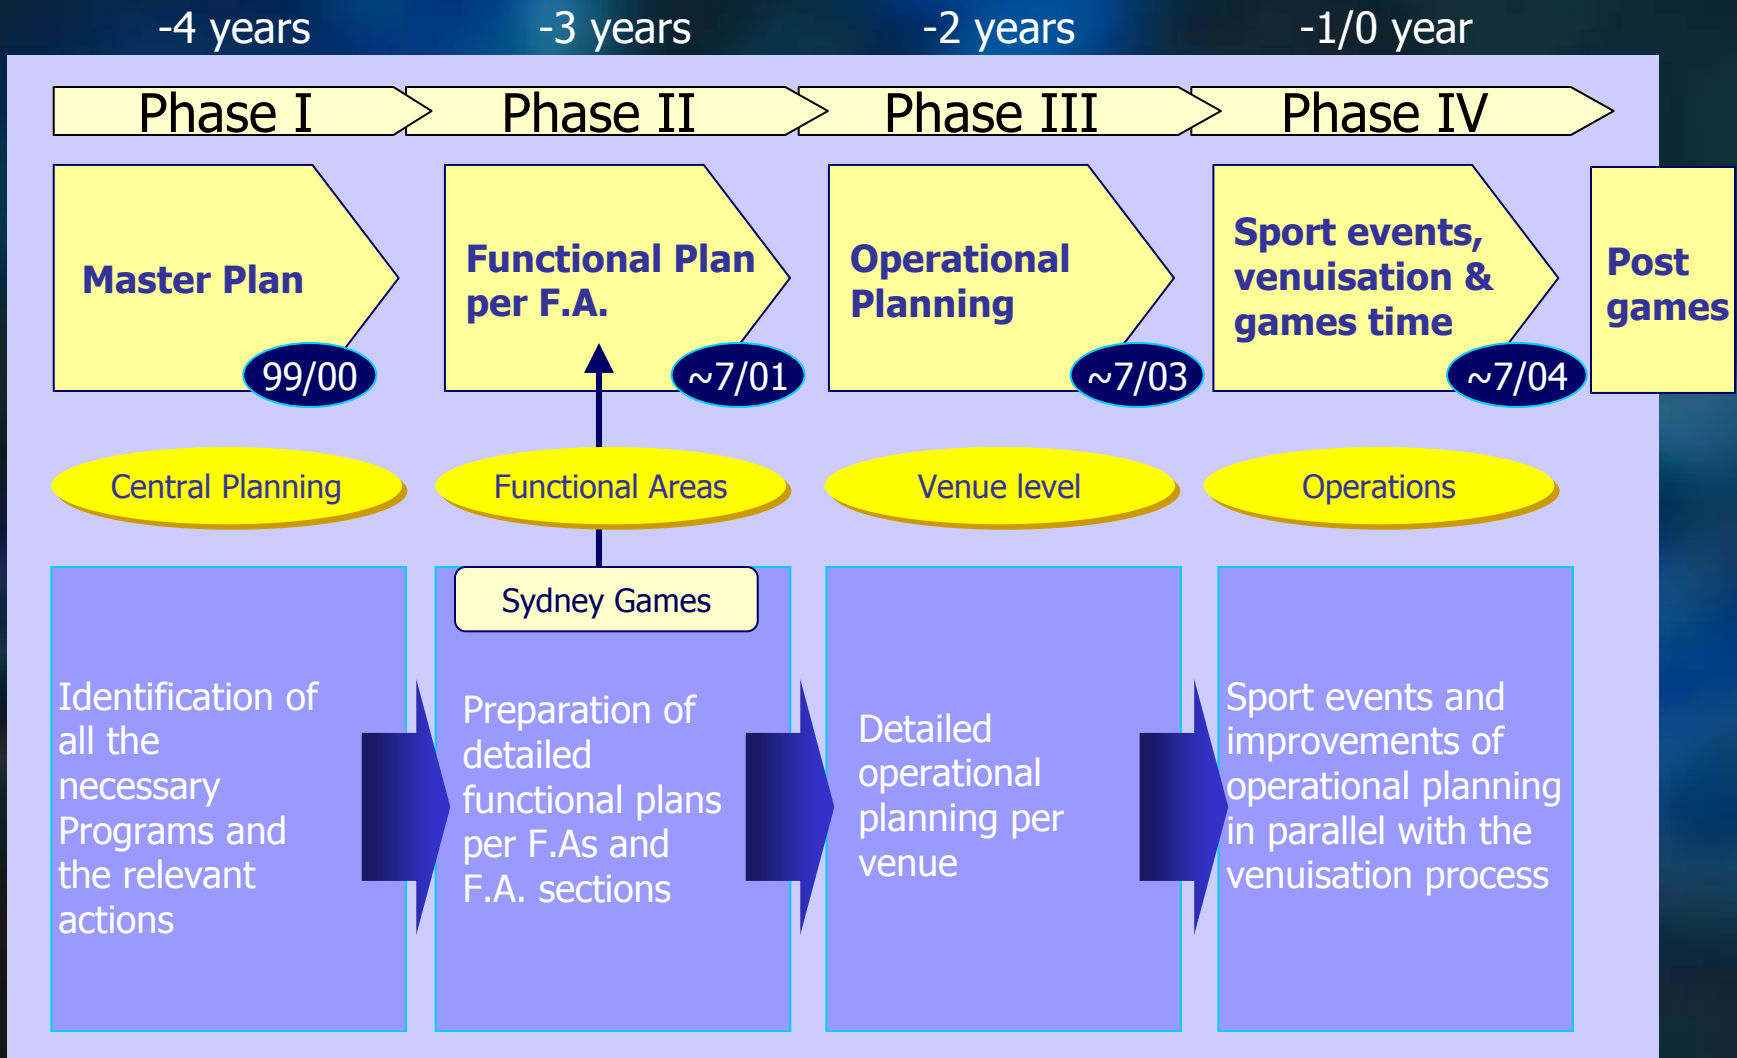 -4 years
-3 years
-2 years
-1/0 year
Phase I
Phase II
Phase III
Phase IV
Master Plan
99/00
Functional Plan
per F.A.
~7/01
Operational
Planning
~7/03
Sport events,
venuisation &
games time
~7/04
Post
games
Central Planning
Functional Areas
Venue level
Operations
Sydney Games
Identification of
all the
necessary
Programs and
the relevant
actions
Preparation of
detailed
functional plans
per F.As and
F.A. sections
Detailed
operational
planning per
venue
Sport events and
improvements of
operational planning
in parallel with the
venuisation process